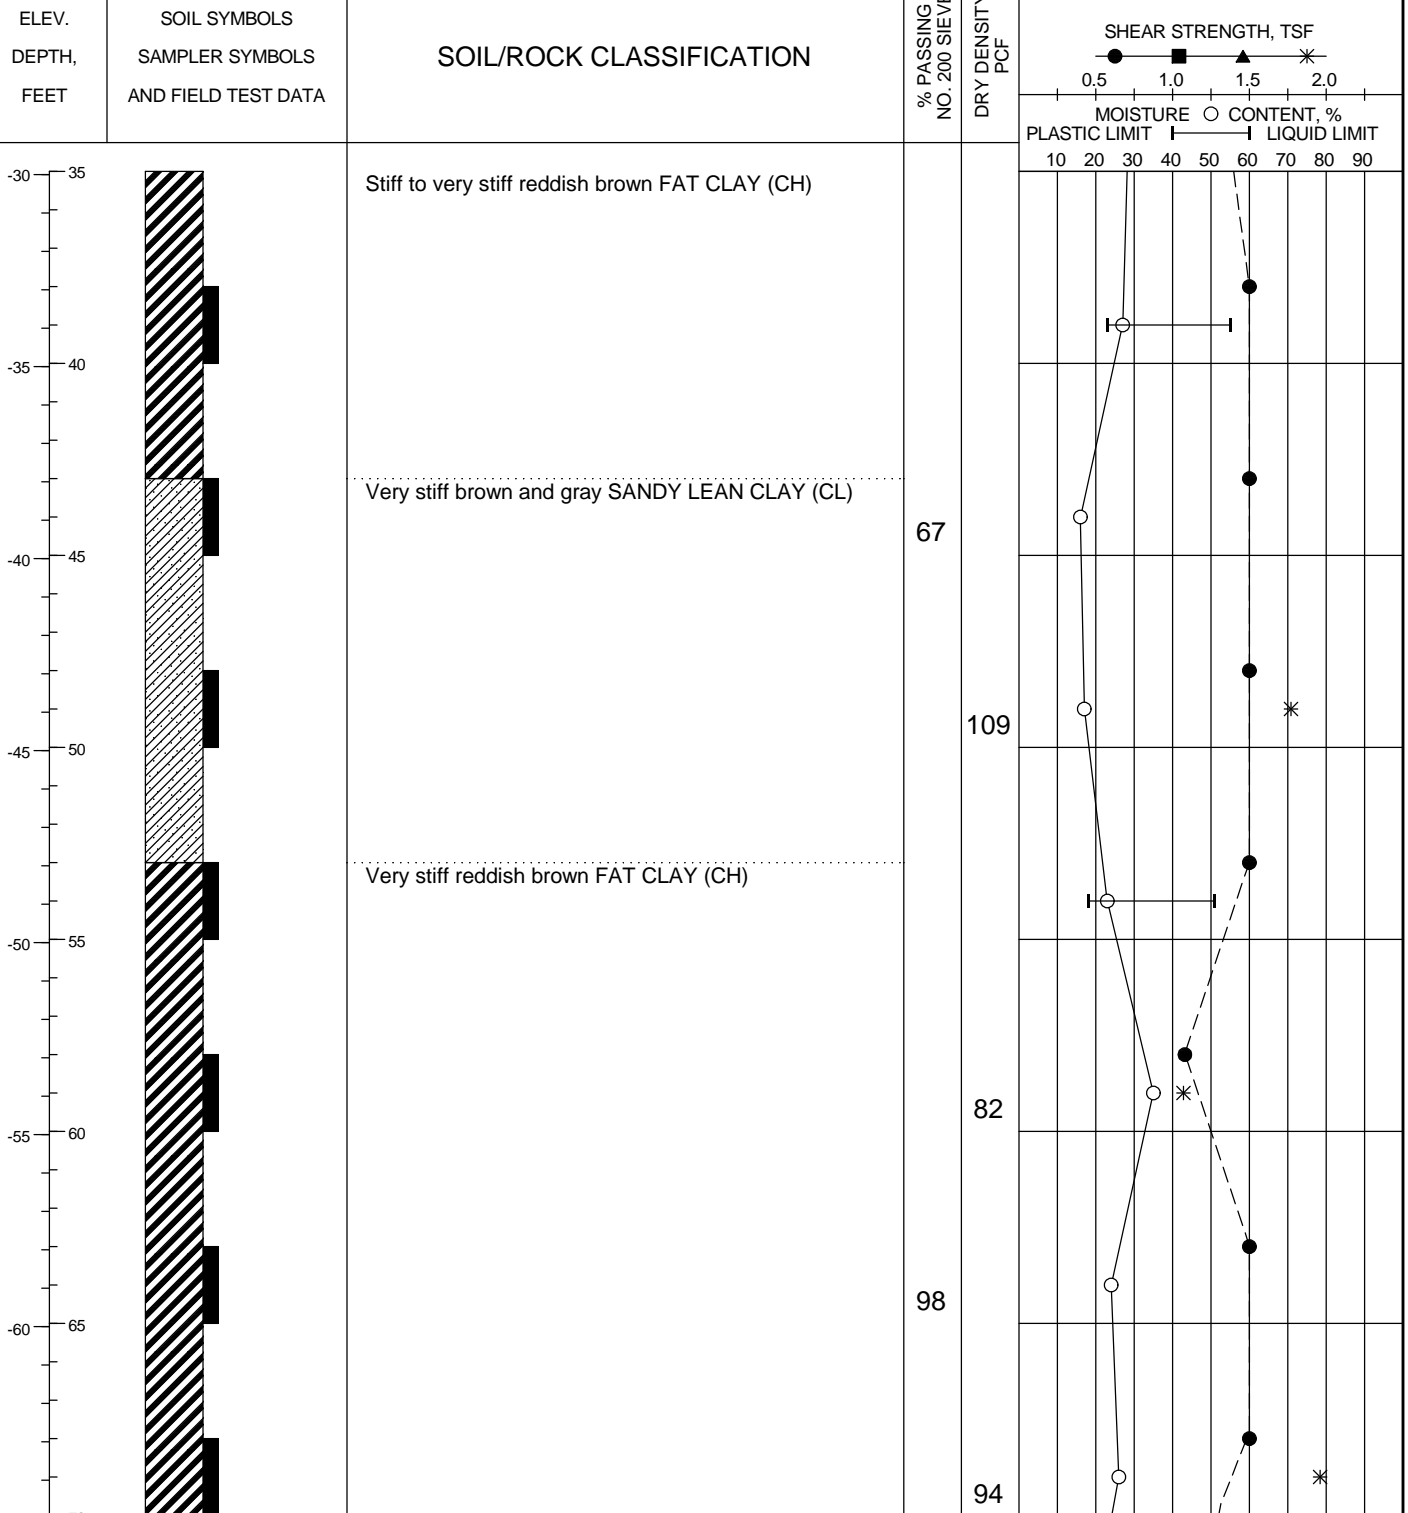 ELEV.
DEPTH,
FEET
SOIL SYMBOLS
SAMPLER SYMBOLS
AND FIELD TEST DATA
SOIL/ROCK CLASSIFICATION
% PASSING
NO. 200 SIEVE
DRY DENSITY
PCF
SHEAR STRENGTH, TSF
0.5 1.0 1.5 2.0
MOISTURE CONTENT, %
PLASTIC LIMIT LIQUID LIMIT
10 20 30 40 50 60 70 80 90
-30 35
Stiff to very stiff reddish brown FAT CLAY (CH)
-35 40
Very stiff brown and gray SANDY LEAN CLAY (CL)
67
-40 45
109
-45 50
Very stiff reddish brown FAT CLAY (CH)
-50 55
82
-55 60
98
-60 65
94